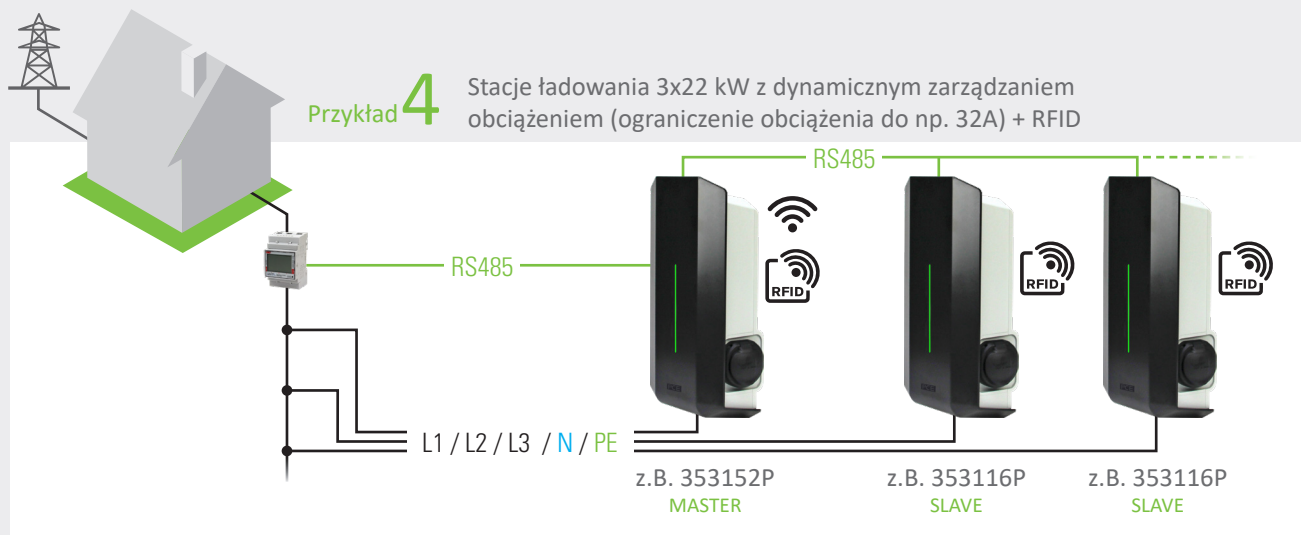 Przykład 4
Stacje ładowania 3x22 kW z dynamicznym zarządzaniem
obciążeniem (ograniczenie obciążenia do np. 32A) + RFID
RS485
RS485
RFID
RFID
RFID
L1 / L2 / L3 / N / PE
z.B. 353152P
MASTER
z.B. 353116P
SLAVE
z.B. 353116P
SLAVE